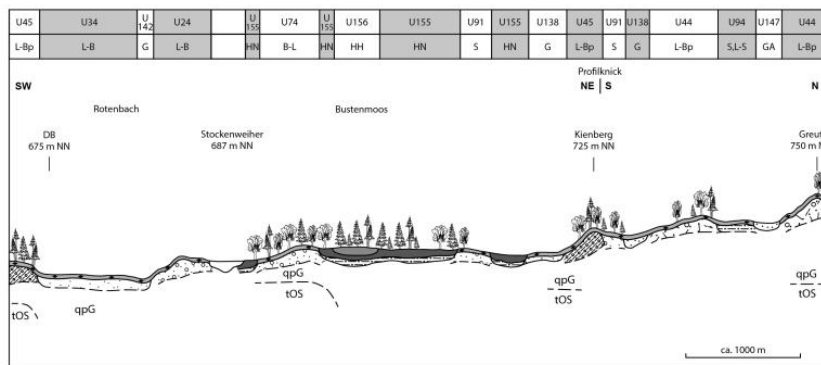 U45 U34 U 142 U24 U 155 U74 U 155 U156 U155 U91 U155 U138 U45 U91 U138 U44 U94 U147 U44
L-Bp L-B G L-B HN B-L HN HH HN S HN G L-Bp S G L-Bp S,L-S GA L-Bp
Profilknick
SW NE S N
Rotenbach Bustenmoos
DB Stockenweiher Kienberg Greut
675 m NN 687 m NN 725 m NN 750 m
qpG qpG qpG
tOS tOS tOS
qpG
tOS
ca. 1000 m